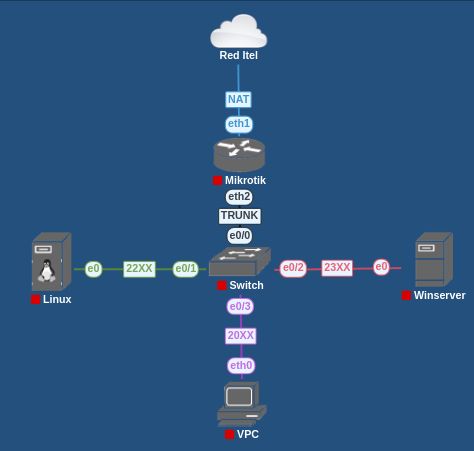 Red Itel
NAT
eth1
Mikrotik
eth2
TRUNK
e0/0
e0
22XX
e0/1
e0/2
23XX
e0
Linux
Switch
Winserver
e0/3
20XX
eth0
VPC